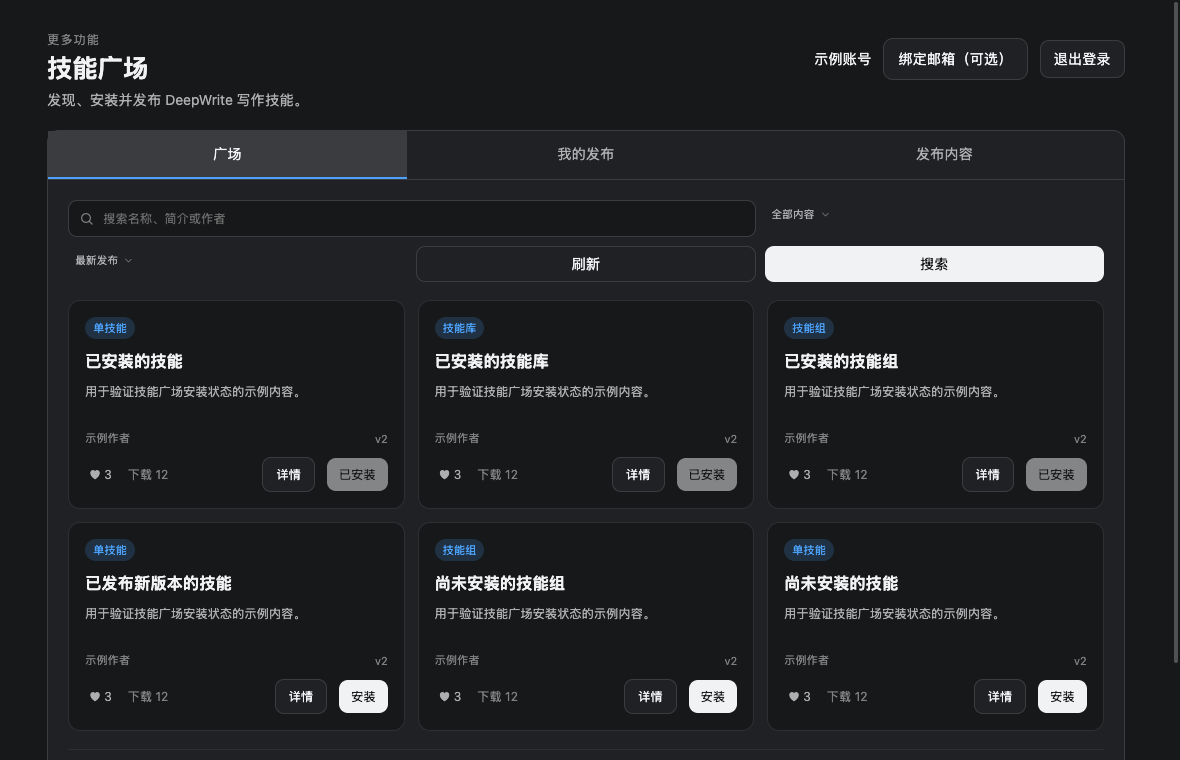 更多功能
技能广场
发现、安装并发布 DeepWrite 写作技能。
示例账号 绑定邮箱（可选） 退出登录
广场 我的发布 发布内容
搜索名称、简介或作者 全部内容
最新发布 刷新 搜索
单技能 技能库 技能组
已安装的技能 已安装的技能库 已安装的技能组
用于验证技能广场安装状态的示例内容。 用于验证技能广场安装状态的示例内容。 用于验证技能广场安装状态的示例内容。
示例作者 v2 示例作者 v2 示例作者 v2
3 下载 12 详情 已安装 3 下载 12 详情 已安装 3 下载 12 详情 已安装
单技能 技能组 单技能
已发布新版本的技能 尚未安装的技能组 尚未安装的技能
用于验证技能广场安装状态的示例内容。 用于验证技能广场安装状态的示例内容。 用于验证技能广场安装状态的示例内容。
示例作者 v2 示例作者 v2 示例作者 v2
3 下载 12 详情 安装 3 下载 12 详情 安装 3 下载 12 详情 安装